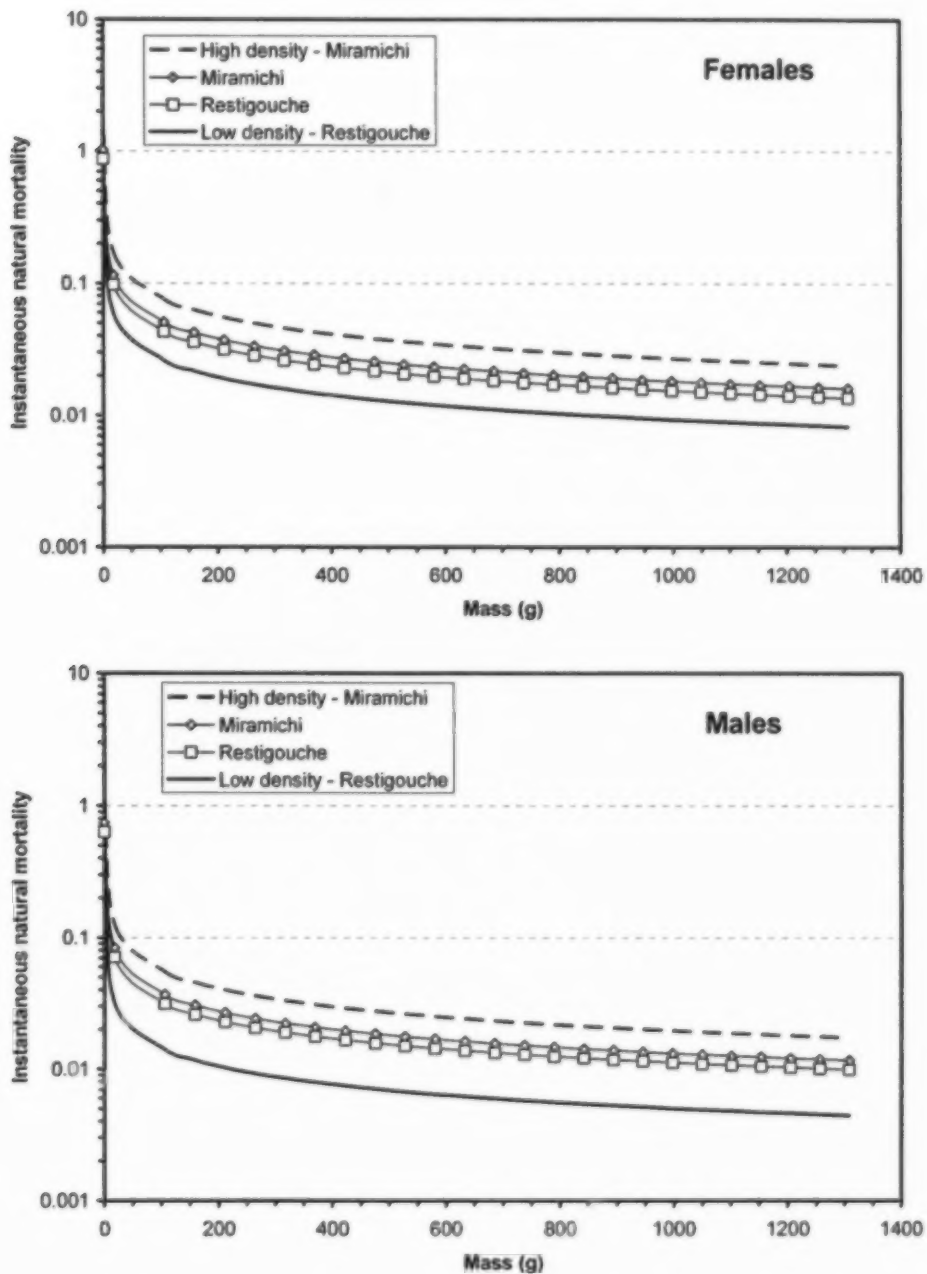 Females
High density - Miramichi
Miramichi
Restigouche
Low density - Restigouche
Instantaneous natural mortality
10
1
0.1
0.01
0.001
0 200 400 600 800 1000 1200 1400
Mass (g)
Males
High density - Miramichi
Miramichi
Restigouche
Low density - Restigouche
Instantaneous natural mortality
10
1
0.1
0.01
0.001
0 200 400 600 800 1000 1200 1400
Mass (g)